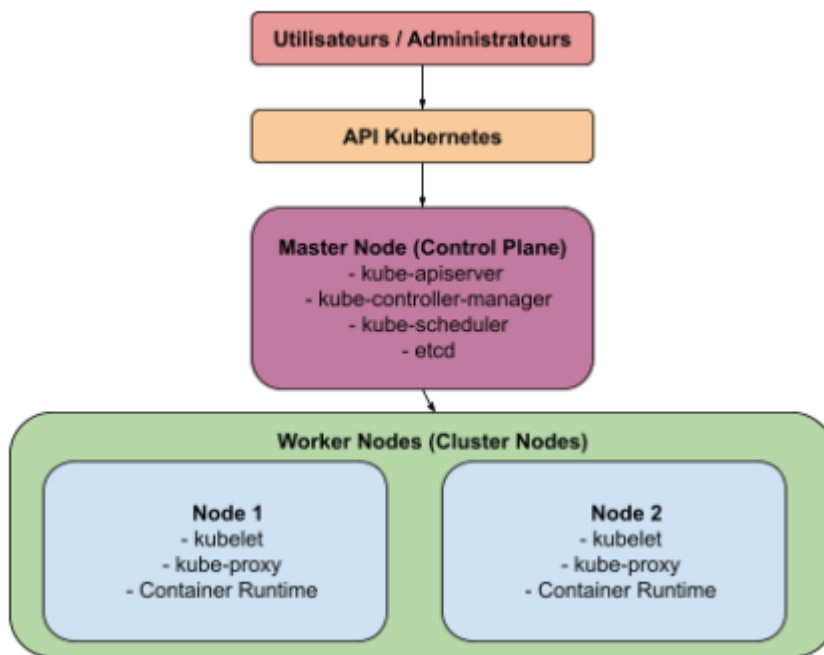 Utilisateurs / Administrateurs
API Kubernetes
Master Node (Control Plane)
- kube-apiserver
- kube-controller-manager
- kube-scheduler
- etcd
Worker Nodes (Cluster Nodes)
Node 1
- kubelet
- kube-proxy
- Container Runtime
Node 2
- kubelet
- kube-proxy
- Container Runtime